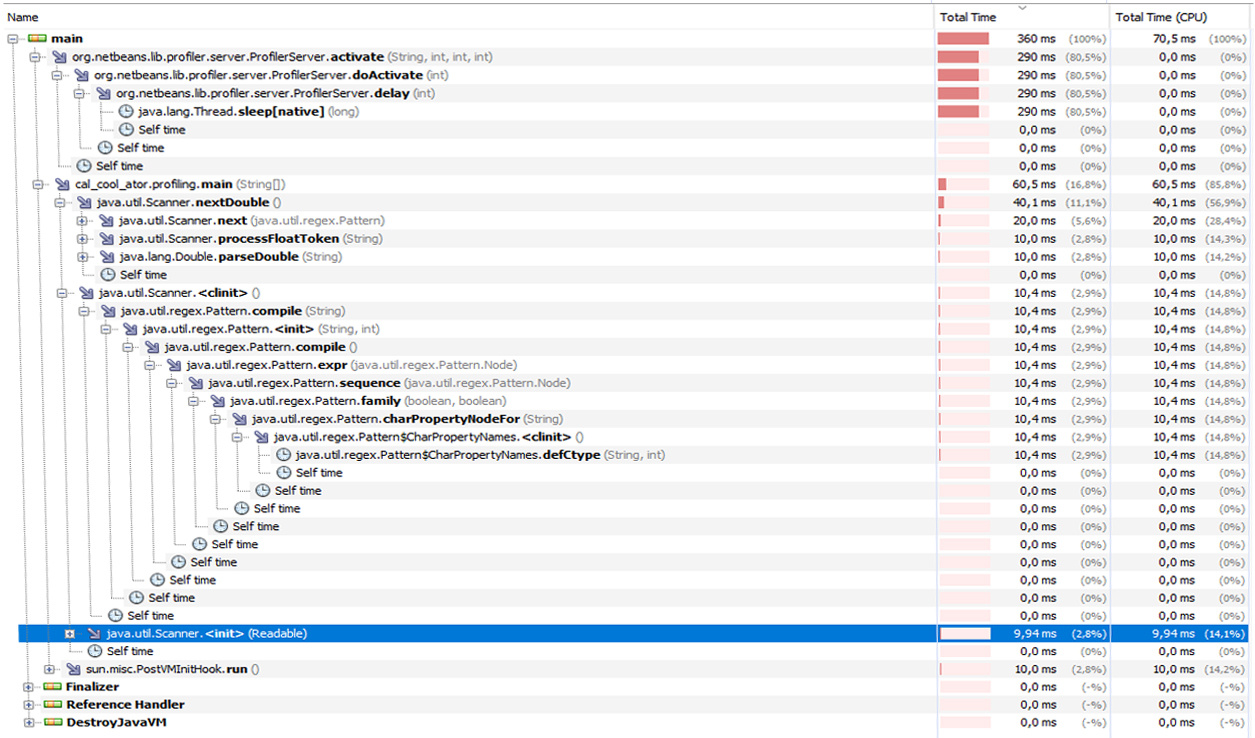 Name Total Time Total Time (CPU)
main 360 ms (100%) 70,5 ms (100%)
org.netbeans.lib.profiler.server.ProfilerServer.activate (String, int, int, int) 290 ms (80,5%) 0,0 ms (0%)
org.netbeans.lib.profiler.server.ProfilerServer.doActivate (int) 290 ms (80,5%) 0,0 ms (0%)
org.netbeans.lib.profiler.server.ProfilerServer.delay (int) 290 ms (80,5%) 0,0 ms (0%)
java.lang.Thread.sleep[native] (long) 290 ms (80,5%) 0,0 ms (0%)
Self time 0,0 ms (0%) 0,0 ms (0%)
Self time 0,0 ms (0%) 0,0 ms (0%)
Self time 0,0 ms (0%) 0,0 ms (0%)
cal_cool_ator.profiling.main (String[]) 60,5 ms (16,8%) 60,5 ms (85,8%)
java.util.Scanner.nextDouble () 40,1 ms (11,1%) 40,1 ms (56,9%)
java.util.Scanner.next (java.util.regex.Pattern) 20,0 ms (5,6%) 20,0 ms (28,4%)
java.util.Scanner.processFloatToken (String) 10,0 ms (2,8%) 10,0 ms (14,3%)
java.lang.Double.parseDouble (String) 10,0 ms (2,8%) 10,0 ms (14,2%)
Self time 0,0 ms (0%) 0,0 ms (0%)
java.util.Scanner.<clinit> () 10,4 ms (2,9%) 10,4 ms (14,8%)
java.util.regex.Pattern.compile (String) 10,4 ms (2,9%) 10,4 ms (14,8%)
java.util.regex.Pattern.<init> (String, int) 10,4 ms (2,9%) 10,4 ms (14,8%)
java.util.regex.Pattern.compile () 10,4 ms (2,9%) 10,4 ms (14,8%)
java.util.regex.Pattern.expr (java.util.regex.Pattern.Node) 10,4 ms (2,9%) 10,4 ms (14,8%)
java.util.regex.Pattern.sequence (java.util.regex.Pattern.Node) 10,4 ms (2,9%) 10,4 ms (14,8%)
java.util.regex.Pattern.family (boolean, boolean) 10,4 ms (2,9%) 10,4 ms (14,8%)
java.util.regex.Pattern.charPropertyNodeFor (String) 10,4 ms (2,9%) 10,4 ms (14,8%)
java.util.regex.Pattern$CharPropertyNames.<clinit> () 10,4 ms (2,9%) 10,4 ms (14,8%)
java.util.regex.Pattern$CharPropertyNames.defCtype (String, int) 10,4 ms (2,9%) 10,4 ms (14,8%)
Self time 0,0 ms (0%) 0,0 ms (0%)
Self time 0,0 ms (0%) 0,0 ms (0%)
Self time 0,0 ms (0%) 0,0 ms (0%)
Self time 0,0 ms (0%) 0,0 ms (0%)
Self time 0,0 ms (0%) 0,0 ms (0%)
Self time 0,0 ms (0%) 0,0 ms (0%)
Self time 0,0 ms (0%) 0,0 ms (0%)
Self time 0,0 ms (0%) 0,0 ms (0%)
Self time 0,0 ms (0%) 0,0 ms (0%)
java.util.Scanner.<init> (Readable) 9,94 ms (2,8%) 9,94 ms (14,1%)
Self time 0,0 ms (0%) 0,0 ms (0%)
sun.misc.PostVMInitHook.run () 10,0 ms (2,8%) 10,0 ms (14,2%)
Finalizer 0,0 ms (-%) 0,0 ms (-%)
Reference Handler 0,0 ms (-%) 0,0 ms (-%)
DestroyJavaVM 0,0 ms (-%) 0,0 ms (-%)